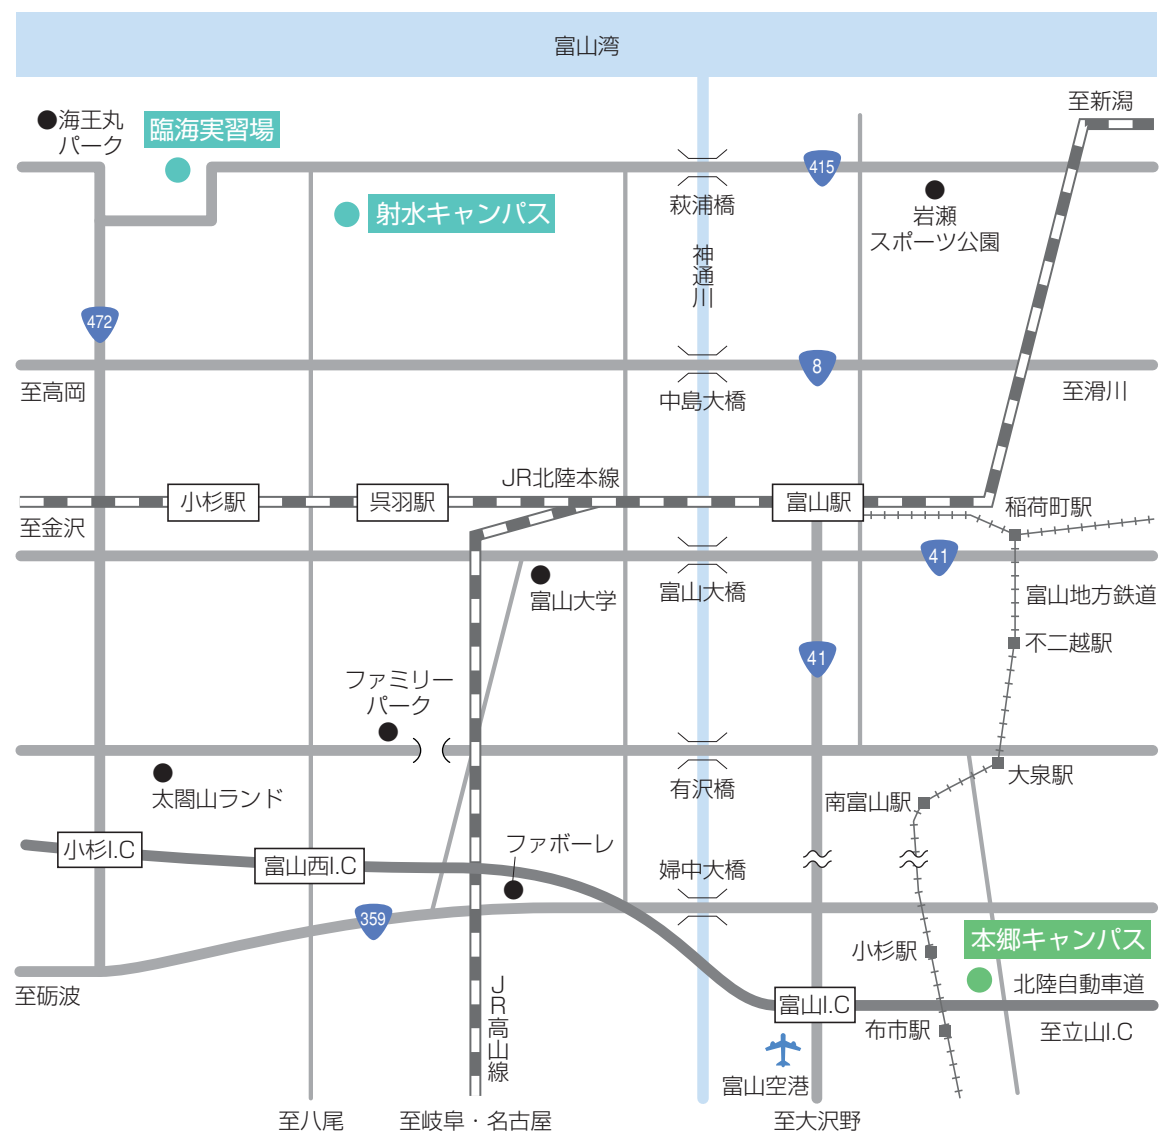 富山湾
海王丸
パーク
臨海実習場
至新潟
415
射水キャンパス
萩浦橋
岩瀬
スポーツ公園
神通川
472
8
至高岡
中島大橋
至滑川
JR北陸本線
小杉駅
呉羽駅
富山駅
稲荷町駅
至金沢
41
富山大学
富山大橋
富山地方鉄道
不二越駅
41
ファミリー
パーク
太閤山ランド
有沢橋
大泉駅
南富山駅
小杉I.C
富山西I.C
ファボーレ
婦中大橋
359
本郷キャンパス
小杉駅
至砺波
JR高山線
富山I.C
北陸自動車道
布市駅
至立山I.C
富山空港
至八尾
至岐阜・名古屋
至大沢野